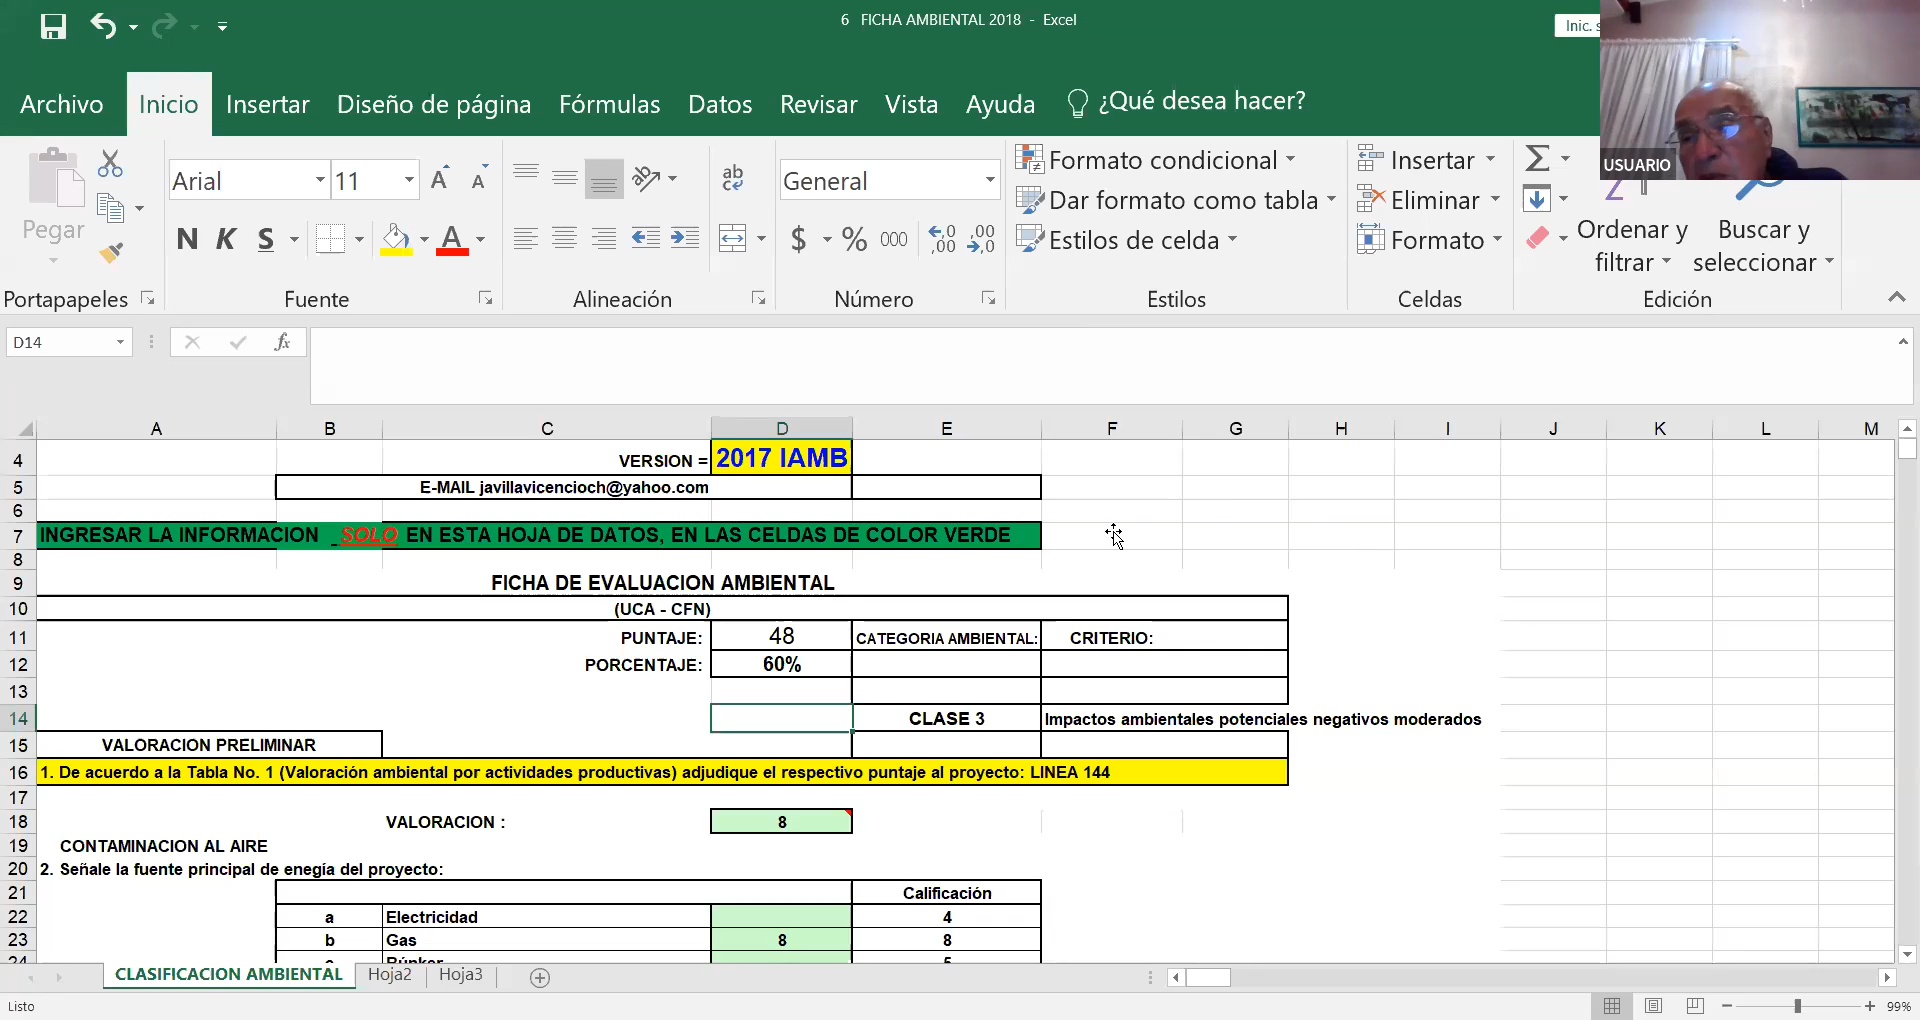 6 FICHA AMBIENTAL 2018 - Excel
Inic. s
Archivo Inicio Insertar Diseño de página Fórmulas Datos Revisar Vista Ayuda ¿Qué desea hacer?
USUARIO
Pegar
Arial 11
N K S
General
$ % 000
Formato condicional
Dar formato como tabla
Estilos de celda
Insertar
Eliminar
Formato
Ordenar y filtrar
Buscar y seleccionar
Portapapeles Fuente Alineación Número Estilos Celdas Edición
D14 fx
A B C D E F G H I J K L M
4 VERSION = 2017 IAMB
5 E-MAIL javillavicencioch@yahoo.com
6
7 INGRESAR LA INFORMACION _SOLO EN ESTA HOJA DE DATOS, EN LAS CELDAS DE COLOR VERDE
8
9 FICHA DE EVALUACION AMBIENTAL
10 (UCA - CFN)
11 PUNTAJE: 48 CATEGORIA AMBIENTAL: CRITERIO:
12 PORCENTAJE: 60%
13
14 CLASE 3 Impactos ambientales potenciales negativos moderados
15 VALORACION PRELIMINAR
16 1. De acuerdo a la Tabla No. 1 (Valoración ambiental por actividades productivas) adjudique el respectivo puntaje al proyecto: LINEA 144
17
18 VALORACION : 8
19 CONTAMINACION AL AIRE
20 2. Señale la fuente principal de enegía del proyecto:
21 Calificación
22 a Electricidad 4
23 b Gas 8 8
24 c Búnker 5
CLASIFICACION AMBIENTAL Hoja2 Hoja3
Listo 99%